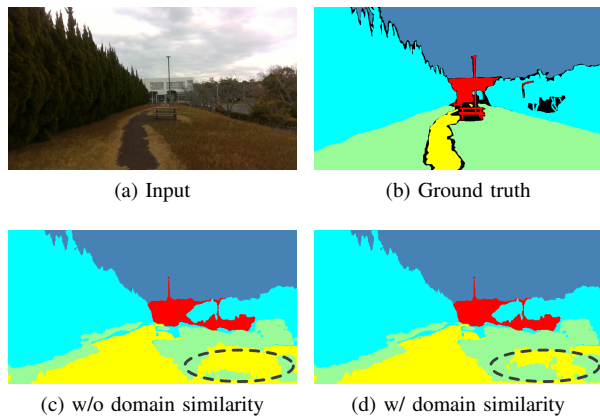 (a) Input
(b) Ground truth
(c) w/o domain similarity
(d) w/ domain similarity